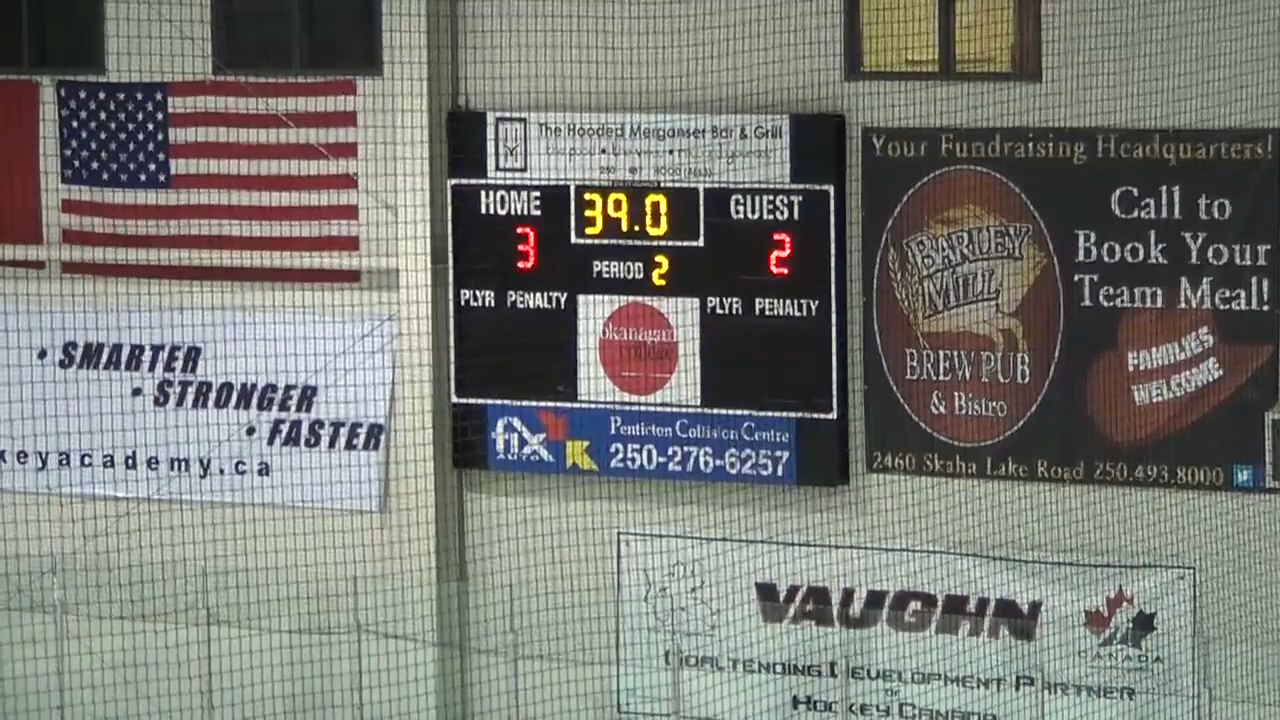 • SMARTER
• STRONGER
• FASTER
keyacademy.ca
The Hooded Merganser Bar & Grill
HOME 39.0 GUEST
3 2
PERIOD 2
PLYR PENALTY PLYR PENALTY
okanagan
fix
AUTO
Penticton Collision Centre
250-276-6257
Your Fundraising Headquarters!
BARLEY
MILL
BREW PUB
& Bistro
Call to
Book Your
Team Meal!
FAMILIES
WELCOME
2460 Skaha Lake Road 250.493.8000
VAUGHN
CANADA
GOALTENDING DEVELOPMENT PARTNER
OF
HOCKEY CANADA